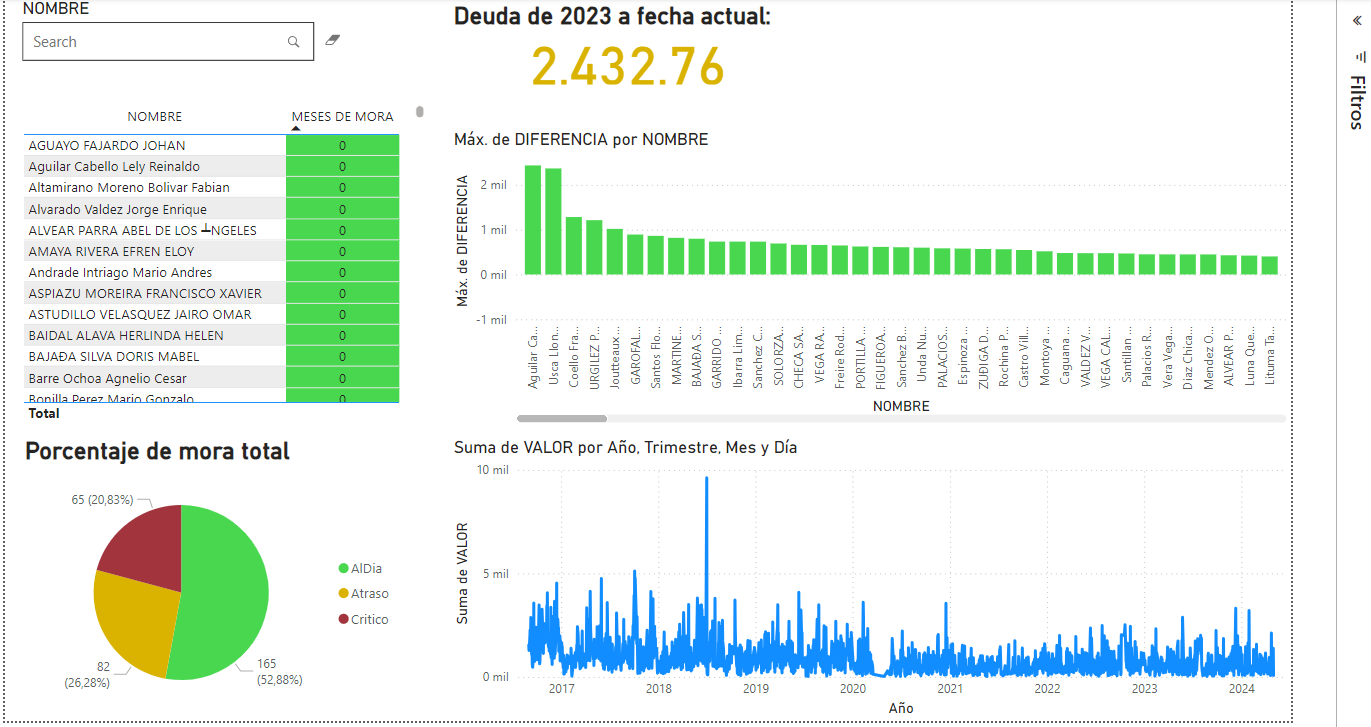 NOMBRE
Search
NOMBRE MESES DE MORA
AGUAYO FAJARDO JOHAN 0
Aguilar Cabello Lely Reinaldo 0
Altamirano Moreno Bolivar Fabian 0
Alvarado Valdez Jorge Enrique 0
ALVEAR PARRA ABEL DE LOS ┴NGELES 0
AMAYA RIVERA EFREN ELOY 0
Andrade Intriago Mario Andres 0
ASPIAZU MOREIRA FRANCISCO XAVIER 0
ASTUDILLO VELASQUEZ JAIRO OMAR 0
BAIDAL ALAVA HERLINDA HELEN 0
BAJAÐA SILVA DORIS MABEL 0
Barre Ochoa Agnelio Cesar 0
Bonilla Perez Mario Gonzalo 0
Total
Porcentaje de mora total
65 (20,83%)
82
(26,28%)
165
(52,88%)
AlDia
Atraso
Critico
Deuda de 2023 a fecha actual:
2.432.76
Máx. de DIFERENCIA por NOMBRE
Máx. de DIFERENCIA
2 mil
1 mil
0 mil
-1 mil
Aguilar Ca...
Usca Llon...
Coello Fra...
URGILEZ P...
Joutteaux...
GAROFAL...
Santos Flo...
MARTINE...
BAJAÐA S...
GARRIDO ...
Ibarra Lim...
Sanchez C...
SOLORZA...
CHECA SA...
VEGA RA...
Freire Rod...
PORTILLA ...
FIGUEROA...
Sanchez B...
Unda Nu...
PALACIOS...
Espinoza ...
ZUÐIGA D...
Rochina P...
Castro Vill...
Montoya ...
Caguana ...
VALDEZ V...
VEGA CAL...
Santillan ...
Palacios R...
Vera Vega...
Diaz Chica...
Mendez O...
ALVEAR P...
Luna Que...
Lituma Ta...
NOMBRE
Suma de VALOR por Año, Trimestre, Mes y Día
Suma de VALOR
10 mil
5 mil
0 mil
2017 2018 2019 2020 2021 2022 2023 2024
Año
Filtros